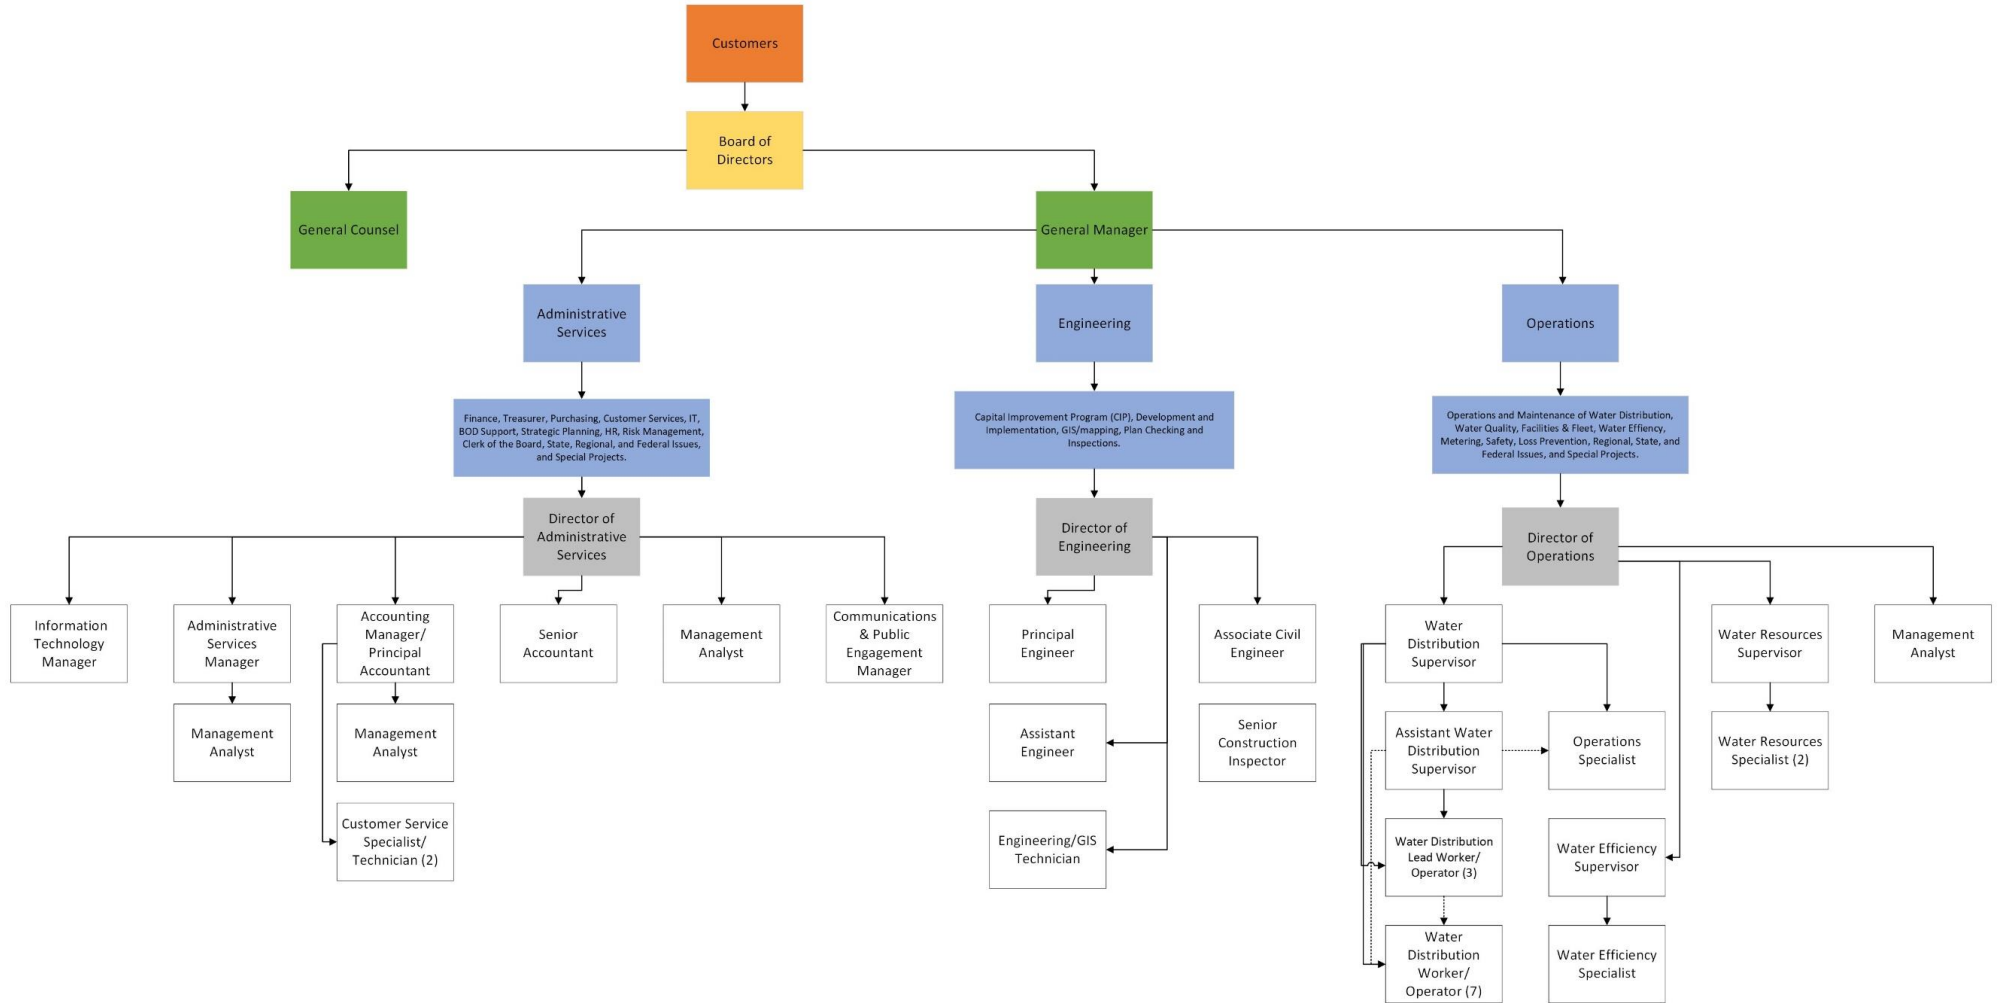 Customers
Board of
Directors
General Counsel
General Manager
Administrative
Services
Engineering
Operations
Finance, Treasurer, Purchasing, Customer Services, IT,
BOD Support, Strategic Planning, HR, Risk Management,
Clerk of the Board, State, Regional, and Federal Issues,
and Special Projects.
Capital Improvement Program (CIP), Development and
Implementation, GIS/mapping, Plan Checking and
Inspections.
Operations and Maintenance of Water Distribution,
Water Quality, Facilities & Fleet, Water Effiency,
Metering, Safety, Loss Prevention, Regional, State, and
Federal Issues, and Special Projects.
Director of
Administrative
Services
Director of
Engineering
Director of
Operations
Information
Technology
Manager
Administrative
Services
Manager
Accounting
Manager/
Principal
Accountant
Senior
Accountant
Management
Analyst
Communications
& Public
Engagement
Manager
Principal
Engineer
Associate Civil
Engineer
Water
Distribution
Supervisor
Water Resources
Supervisor
Management
Analyst
Management
Analyst
Management
Analyst
Assistant
Engineer
Senior
Construction
Inspector
Assistant Water
Distribution
Supervisor
Operations
Specialist
Water Resources
Specialist (2)
Customer Service
Specialist/
Technician (2)
Engineering/GIS
Technician
Water Distribution
Lead Worker/
Operator (3)
Water Efficiency
Supervisor
Water
Distribution
Worker/
Operator (7)
Water Efficiency
Specialist